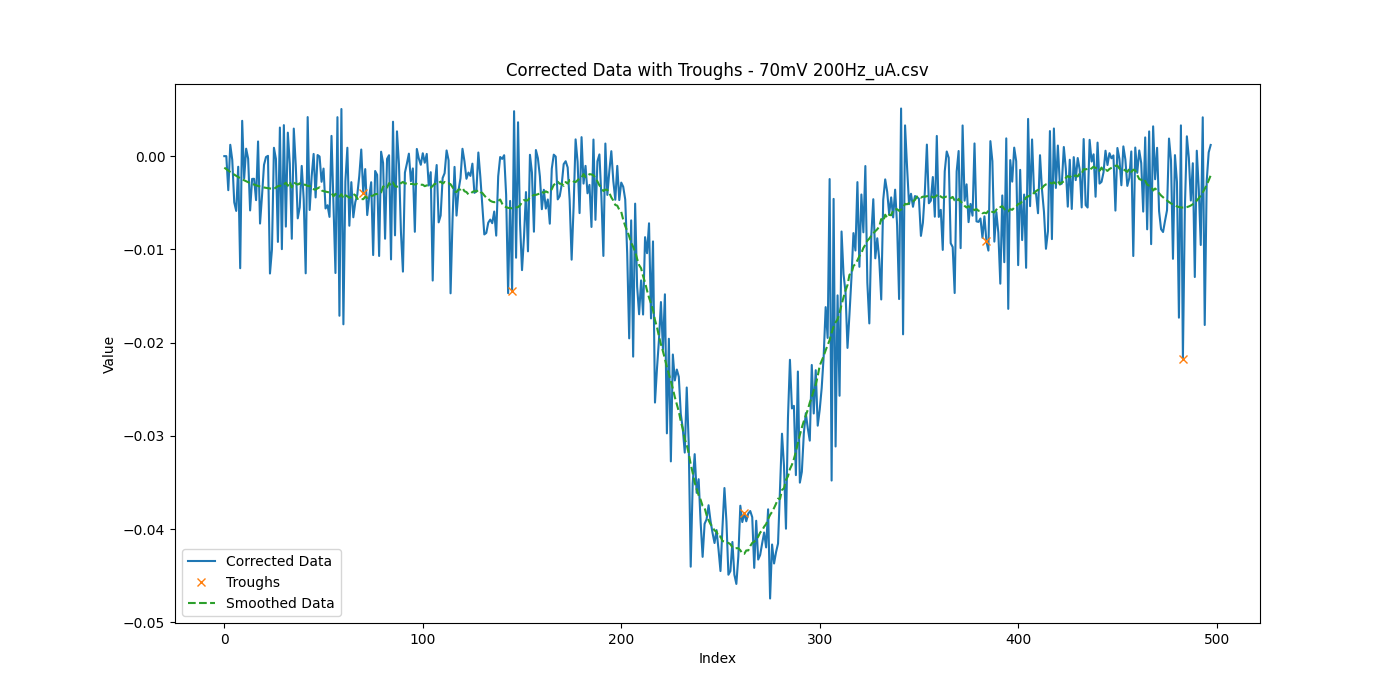 Corrected Data with Troughs - 70mV 200Hz_uA.csv
0.00
−0.01
−0.02
−0.03
−0.04
−0.05
Value
Corrected Data
Troughs
Smoothed Data
0 100 200 300 400 500
Index